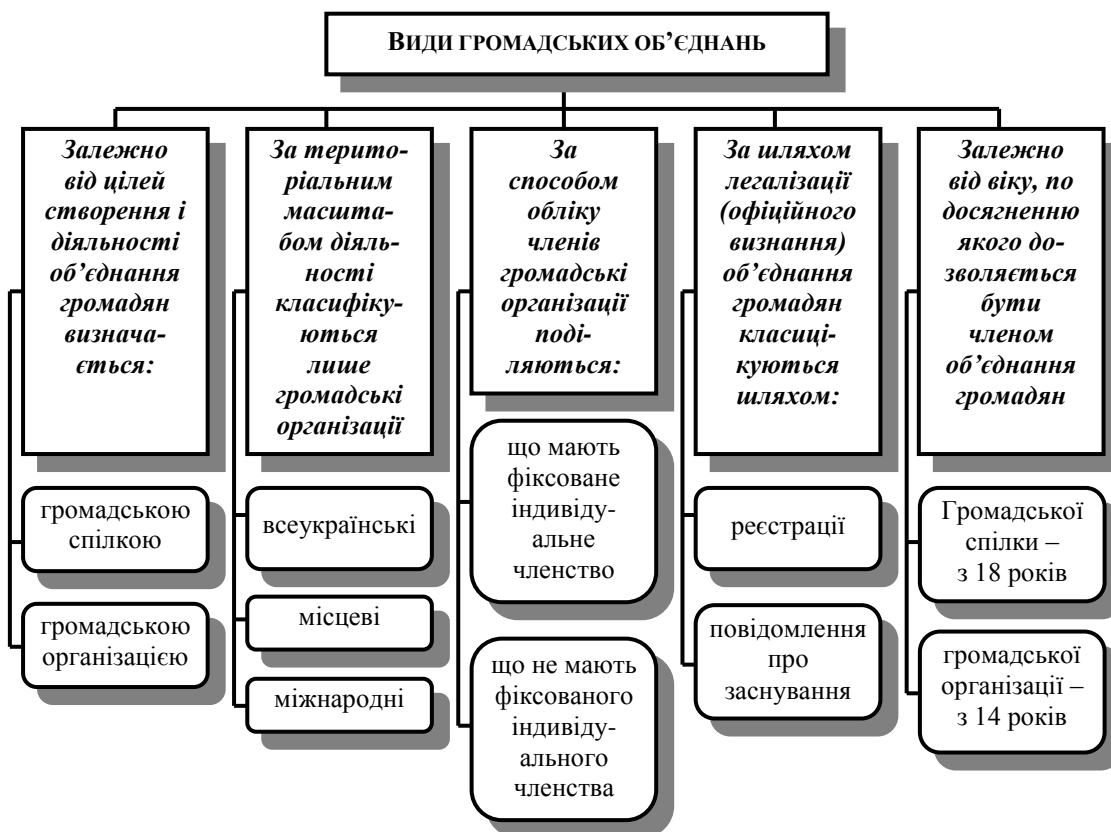 ВИДИ ГРОМАДСЬКИХ ОБ’ЄДНАНЬ
Залежно
від цілей
створення і
діяльності
об’єднання
громадян
визнача-
ється:
громадською
спілкою
громадською
організацією
За терито-
ріальним
масшта-
бом діяль-
ності
класифіку-
ються
лише
громадські
організації
всеукраїнські
місцеві
міжнародні
За
способом
обліку
членів
громадські
організації
поді-
ляються:
що мають
фіксоване
індивіду-
альне
членство
що не мають
фіксованого
індивіду-
ального
членства
За шляхом
легалізації
(офіційного
визнання)
об’єднання
громадян
класиці-
куються
шляхом:
реєстрації
повідомлення
про
заснування
Залежно
від віку, по
досягненню
якого до-
зволяється
бути
членом
об’єднання
громадян
Громадської
спілки –
з 18 років
громадської
організації –
з 14 років